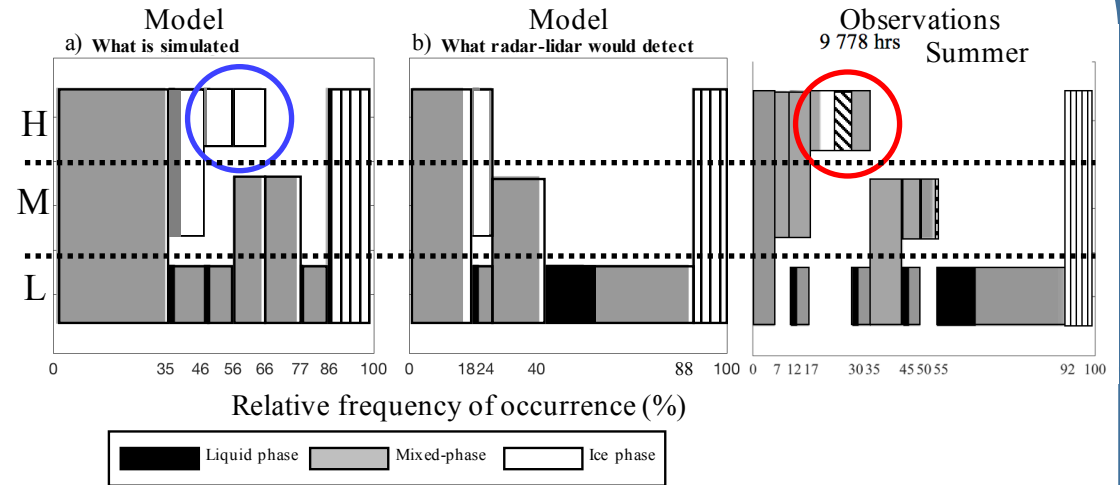 Model
a) What is simulated
Model
b) What radar-lidar would detect
Observations
9 778 hrs
Summer
H
M
L
0 35 46 56 66 77 86 100
0 18 24 40 88 100
0 7 12 17 30 35 45 50 55 92 100
Relative frequency of occurrence (%)
Liquid phase Mixed-phase Ice phase